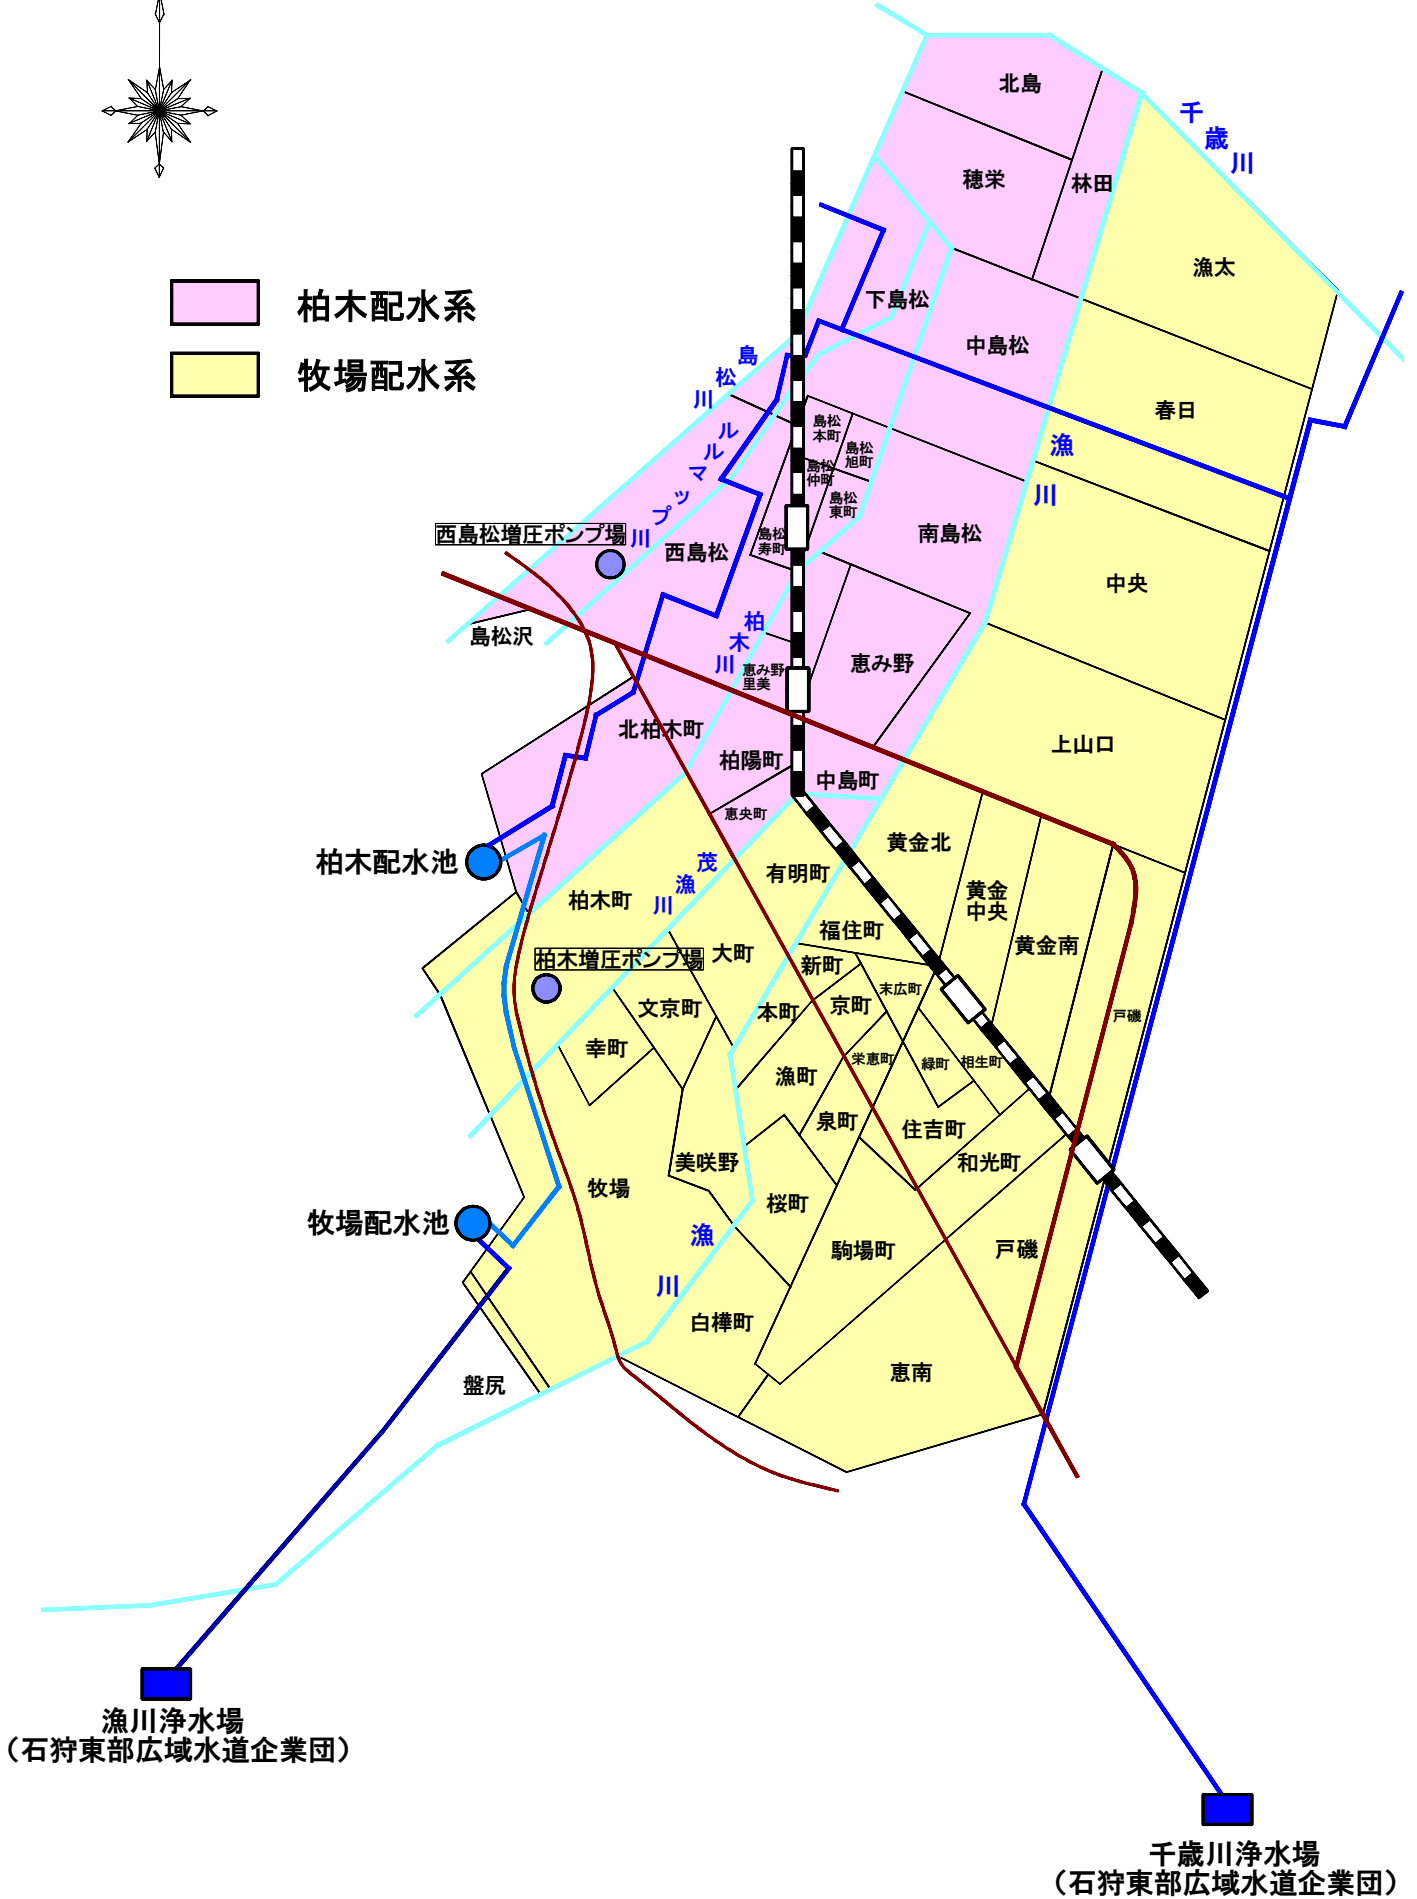 北島
千歳川
穂栄
林田
漁太
下島松
柏木配水系
中島松
島松川
牧場配水系
春日
島松
本町
ルルマップ川
島松
旭町
漁川
島松
仲町
島松
東町
西島松増圧ポンプ場
島松
寿町
南島松
西島松
中央
島松沢
柏木川
恵み野
恵み野
里美
北柏木町
上山口
柏陽町
中島町
恵央町
黄金北
柏木配水池
茂漁川
有明町
黄金
中央
柏木町
福住町
黄金南
大町
柏木増圧ポンプ場
新町
末広町
文京町
本町
京町
戸磯
幸町
栄恵町
緑町
相生町
漁町
泉町
住吉町
美咲野
和光町
牧場
桜町
牧場配水池
漁川
駒場町
戸磯
白樺町
恵南
盤尻
漁川浄水場
（石狩東部広域水道企業団）
千歳川浄水場
（石狩東部広域水道企業団）